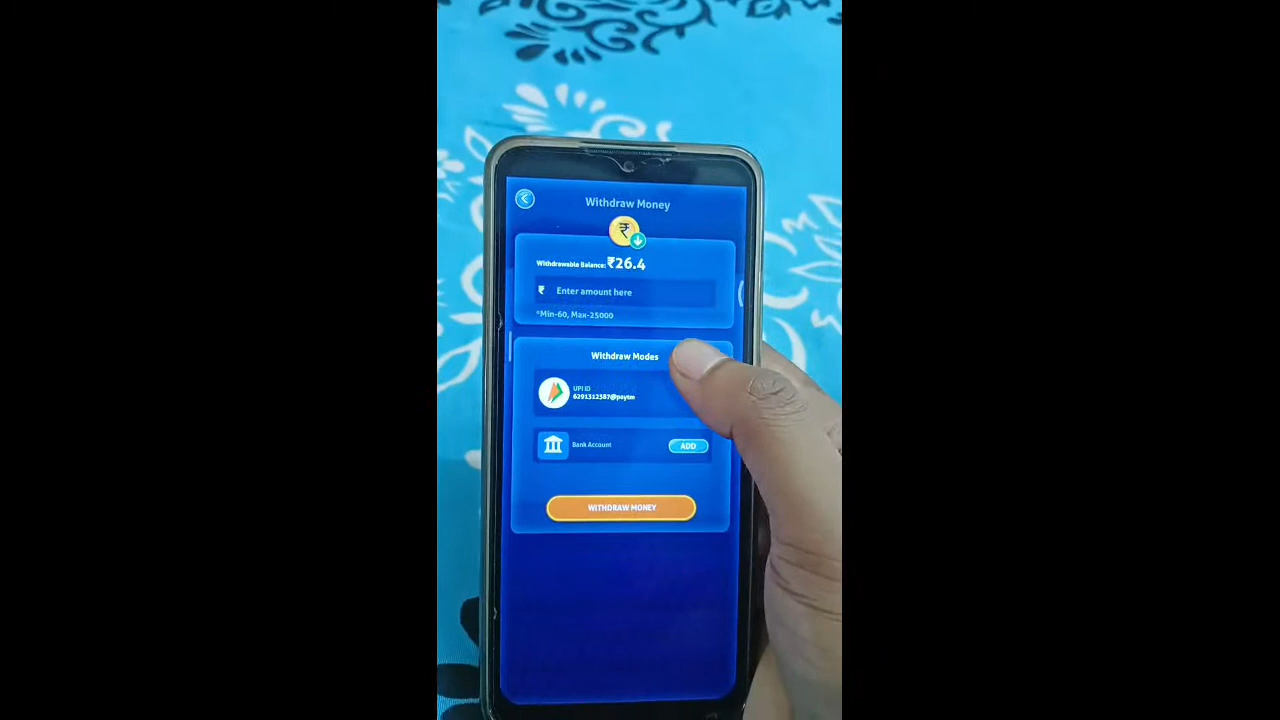 Withdraw Money
Withdrawable Balance: ₹26.4
₹ Enter amount here
*Min-60, Max-25000
Withdraw Modes
UPI ID
6291312387@paytm
Bank Account ADD
WITHDRAW MONEY